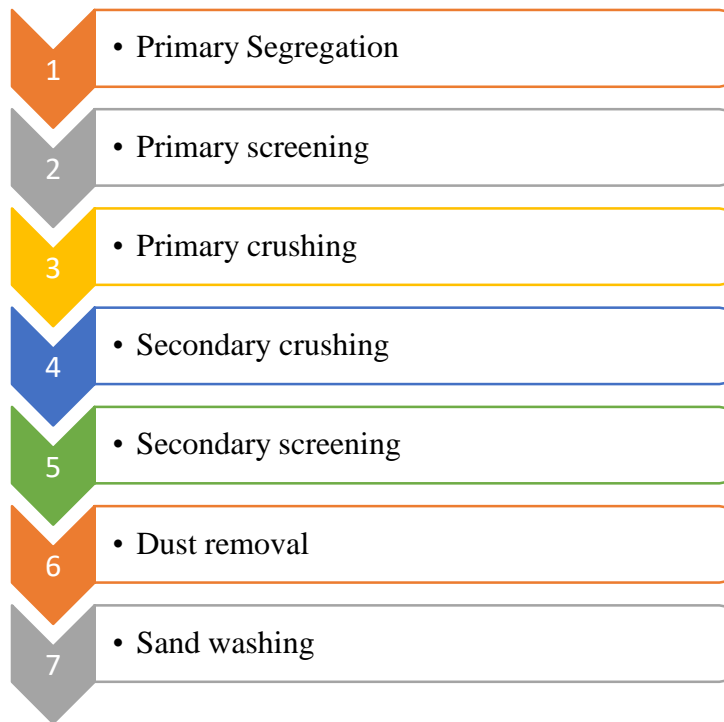 1 • Primary Segregation
2 • Primary screening
3 • Primary crushing
4 • Secondary crushing
5 • Secondary screening
6 • Dust removal
7 • Sand washing